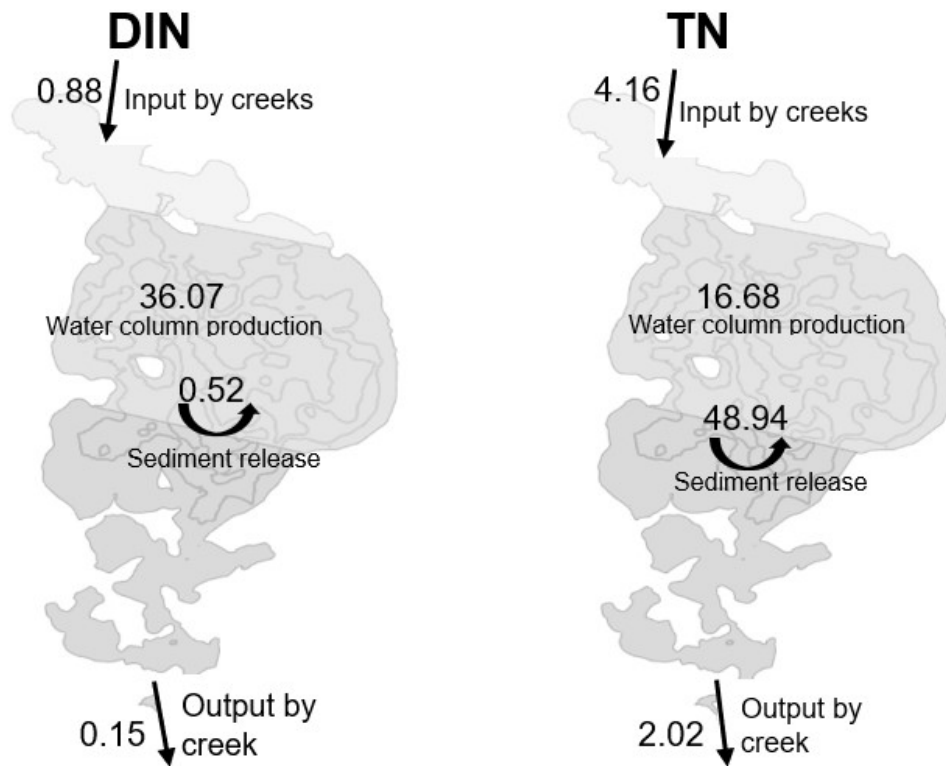 DIN
0.88
Input by creeks
36.07
Water column production
0.52
Sediment release
Output by
creek
0.15
TN
4.16
Input by creeks
16.68
Water column production
48.94
Sediment release
Output by
creek
2.02